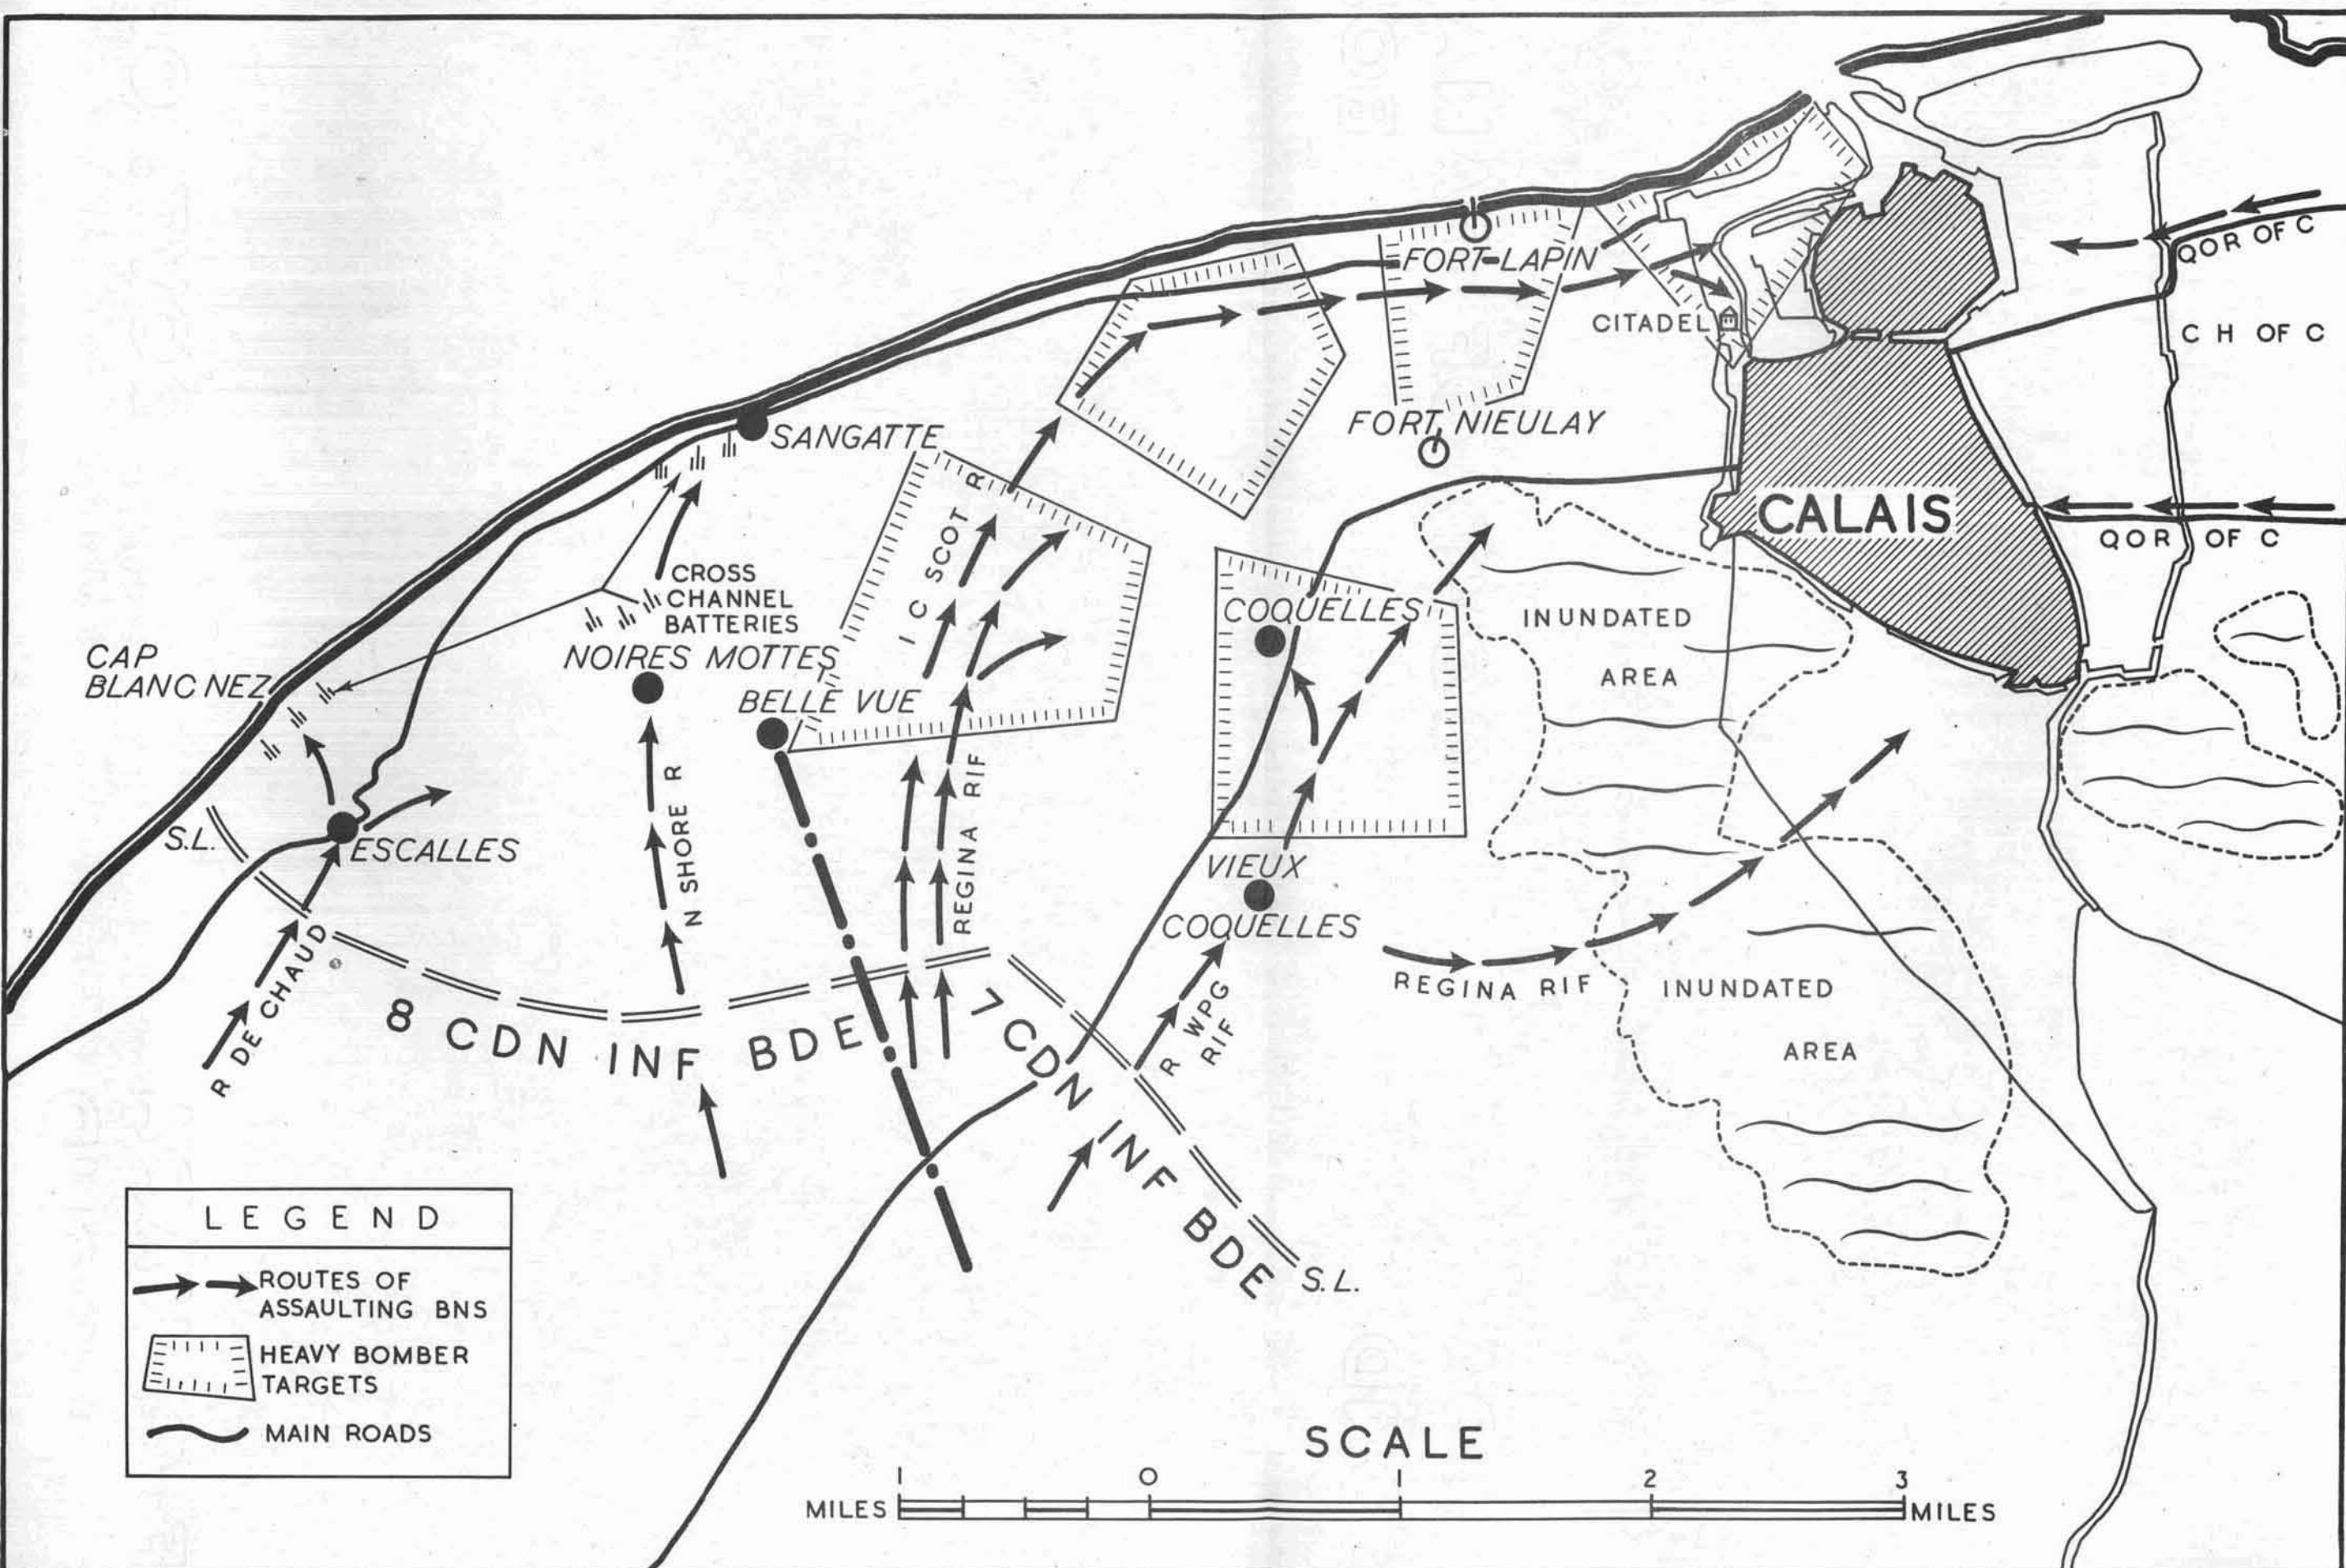 QOR OF C
FORT LAPIN
CITADEL
C H OF C
FORT NIEULAY
SANGATTE
1 C SCOT R
CALAIS
QOR OF C
CROSS
CHANNEL
BATTERIES
COQUELLES
INUNDATED
AREA
CAP
BLANC NEZ
NOIRES MOTTES
BELLE VUE
S.L.
ESCALLES
N SHORE R
REGINA RIF
VIEUX
COQUELLES
R DE CHAUD
REGINA RIF
INUNDATED
AREA
8 CDN INF BDE
7 CDN INF BDE
R WPG
RIF
S.L.
LEGEND
ROUTES OF
ASSAULTING BNS
HEAVY BOMBER
TARGETS
MAIN ROADS
SCALE
1 0 1 2 3
MILES MILES